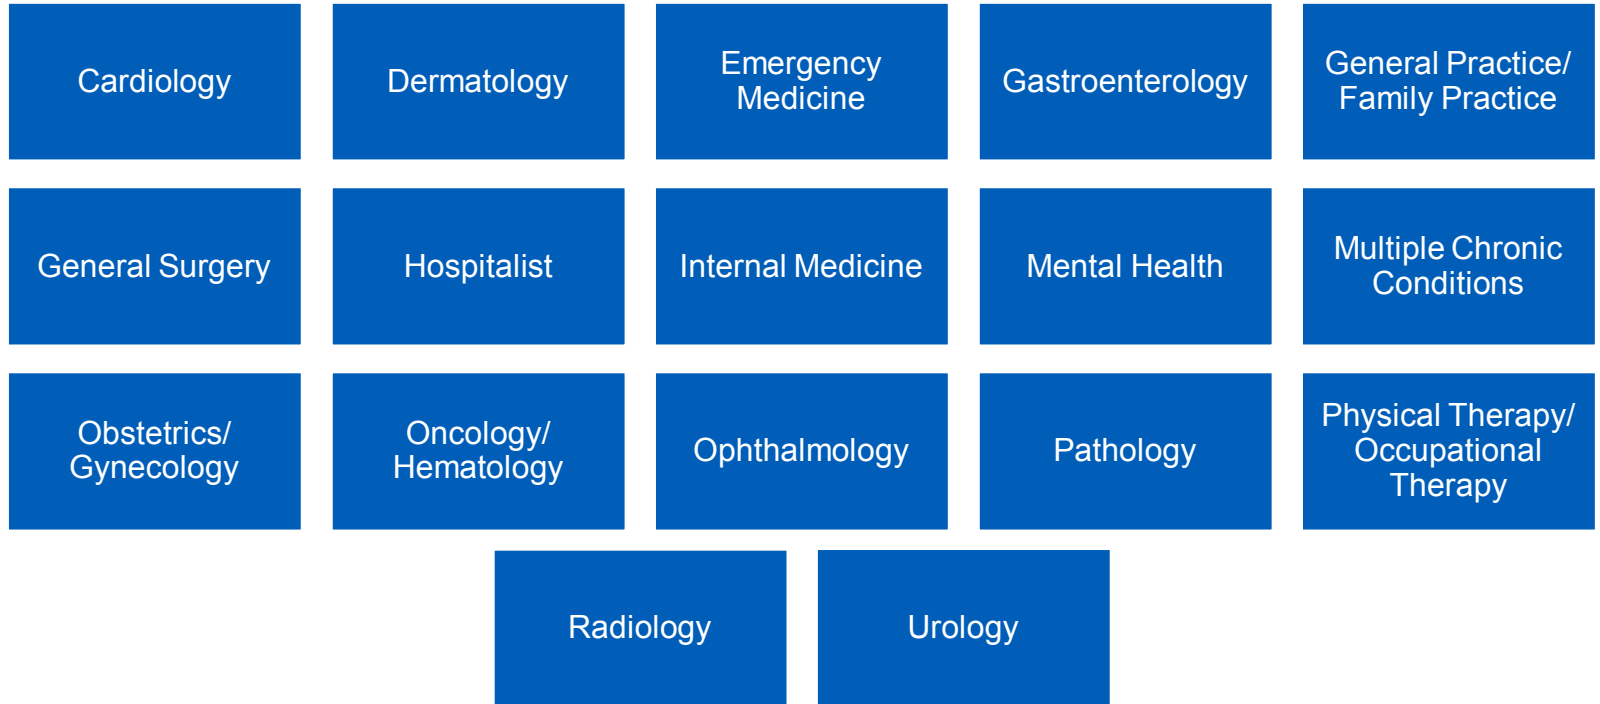 Cardiology
Dermatology
Emergency
Medicine
Gastroenterology
General Practice/
Family Practice
General Surgery
Hospitalist
Internal Medicine
Mental Health
Multiple Chronic
Conditions
Obstetrics/
Gynecology
Oncology/
Hematology
Ophthalmology
Pathology
Physical Therapy/
Occupational
Therapy
Radiology
Urology